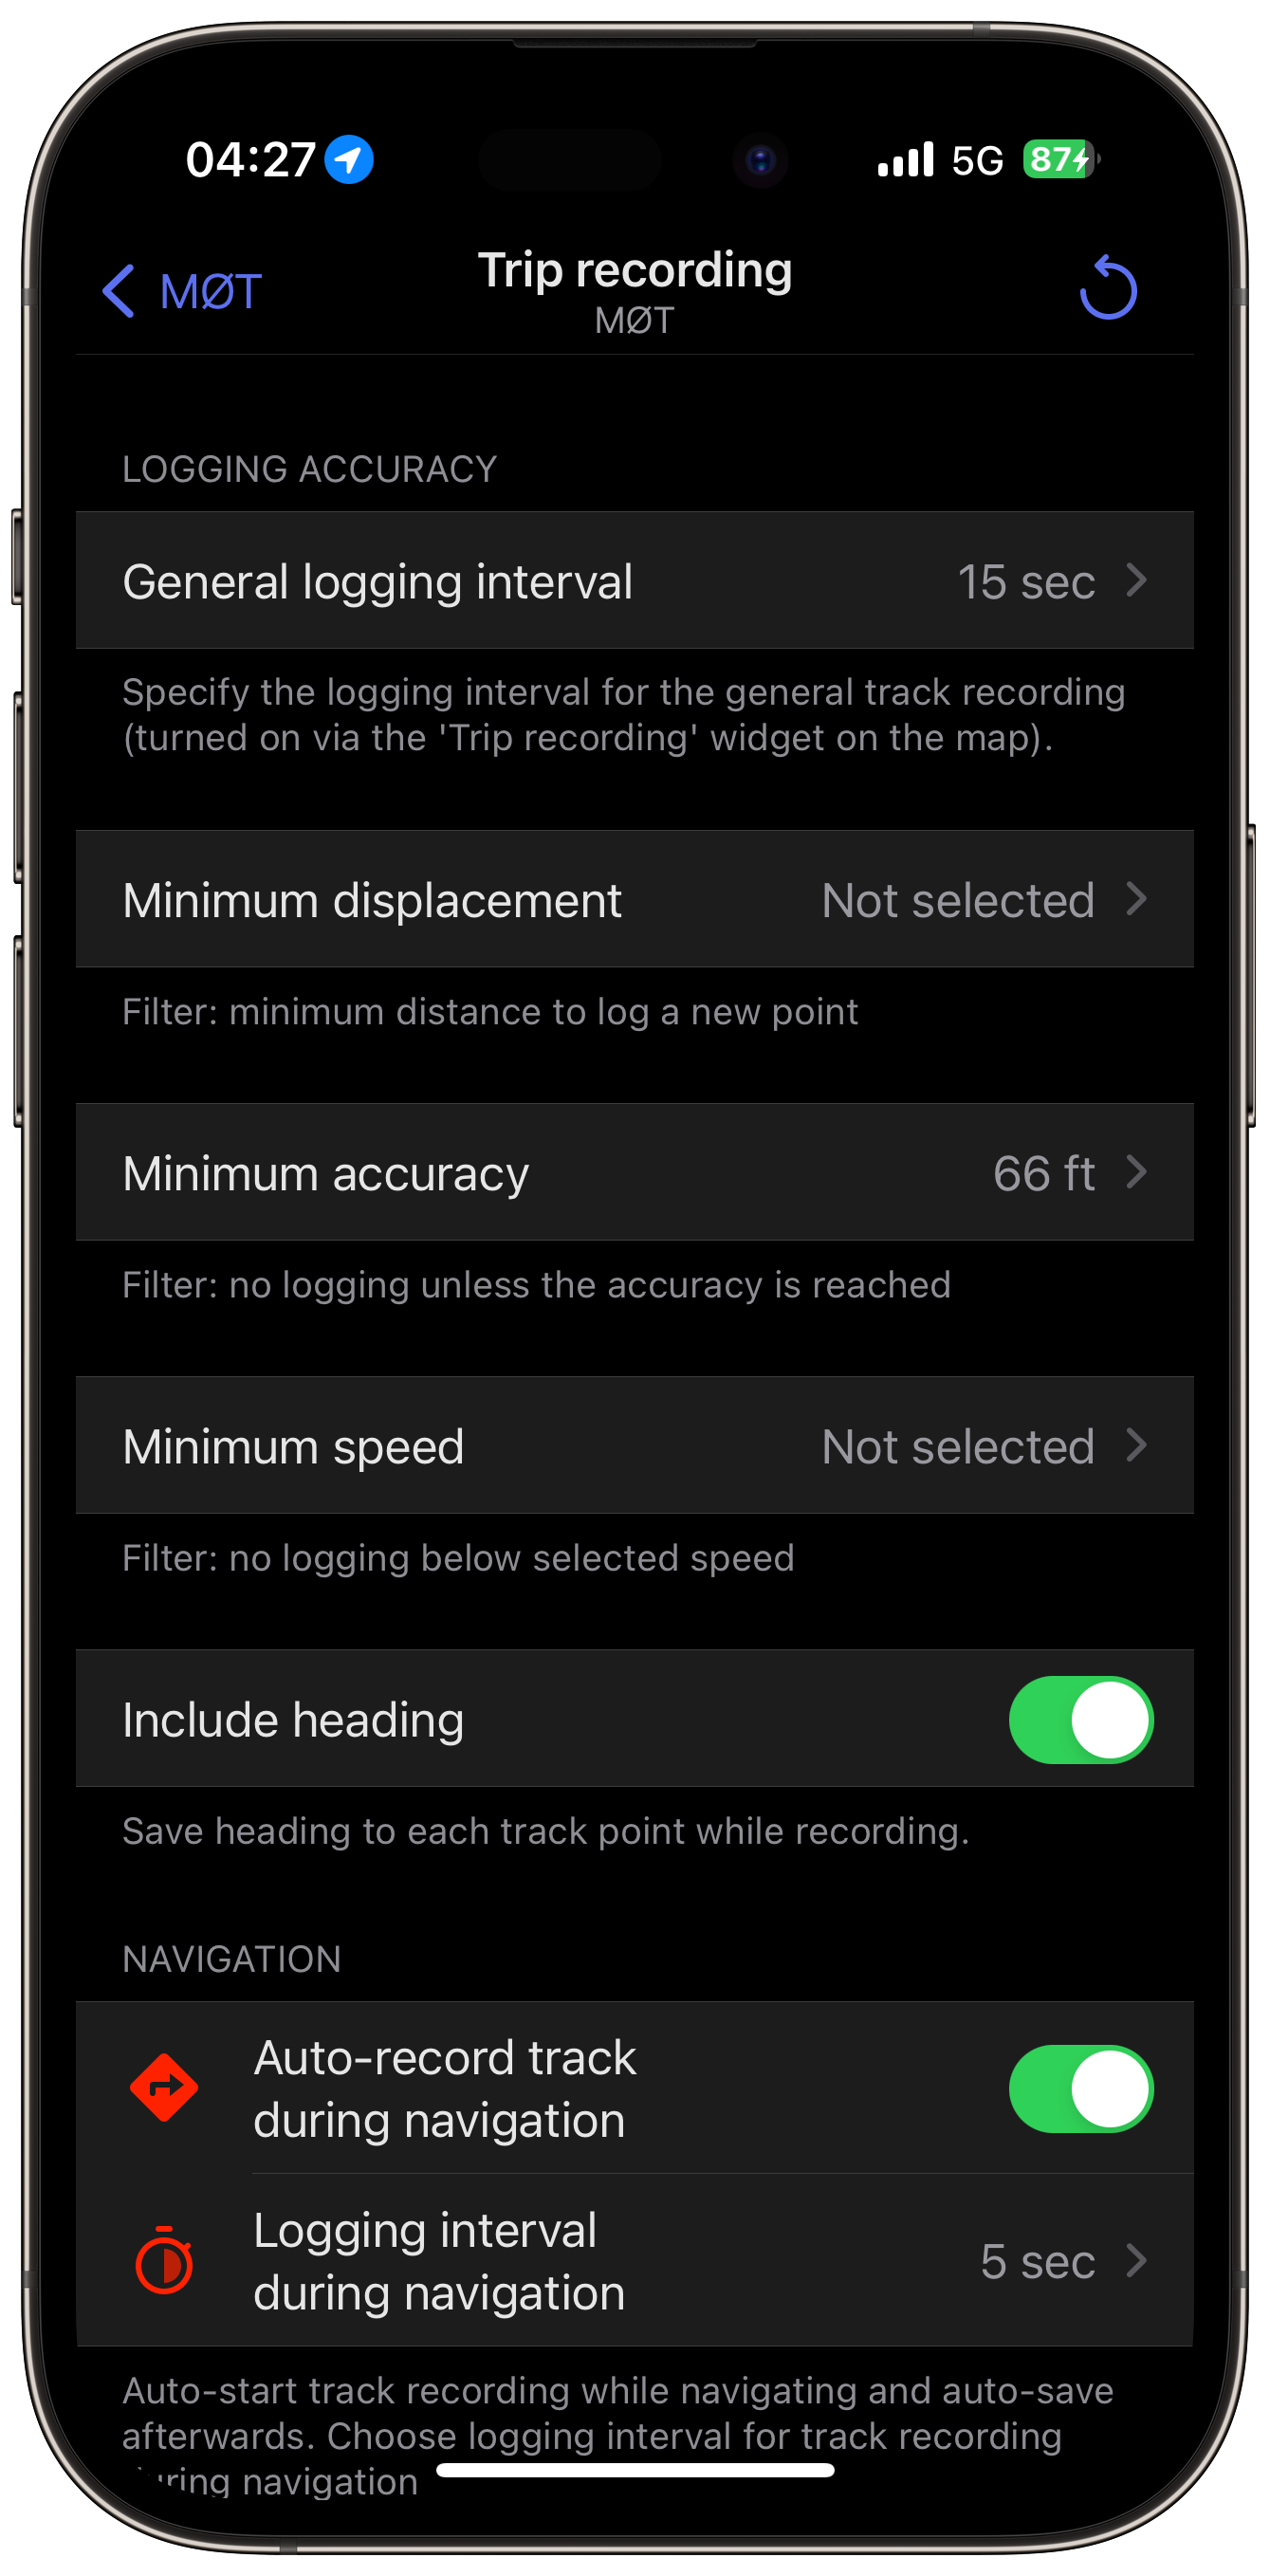 04:27
5G
87
MØT
Trip recording
MØT
LOGGING ACCURACY
General logging interval
15 sec
Specify the logging interval for the general track recording
(turned on via the 'Trip recording' widget on the map).
Minimum displacement
Not selected
Filter: minimum distance to log a new point
Minimum accuracy
66 ft
Filter: no logging unless the accuracy is reached
Minimum speed
Not selected
Filter: no logging below selected speed
Include heading
Save heading to each track point while recording.
NAVIGATION
Auto-record track
during navigation
Logging interval
during navigation
5 sec
Auto-start track recording while navigating and auto-save
afterwards. Choose logging interval for track recording
during navigation